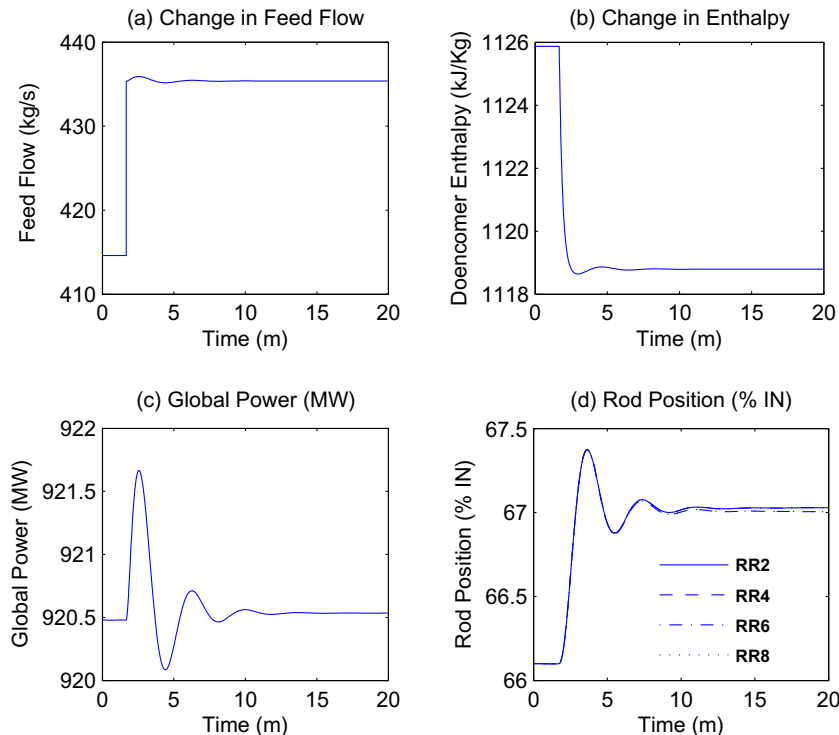 (a) Change in Feed Flow
440
430
420
410
Feed Flow (kg/s)
0 5 10 15 20
Time (m)
(b) Change in Enthalpy
1126
1124
1122
1120
1118
Doencomer Enthalpy (kJ/Kg)
0 5 10 15 20
Time (m)
(c) Global Power (MW)
922
921.5
921
920.5
920
Global Power (MW)
0 5 10 15 20
Time (m)
(d) Rod Position (% IN)
67.5
67
66.5
66
Rod Position (% IN)
RR2
RR4
RR6
RR8
0 5 10 15 20
Time (m)